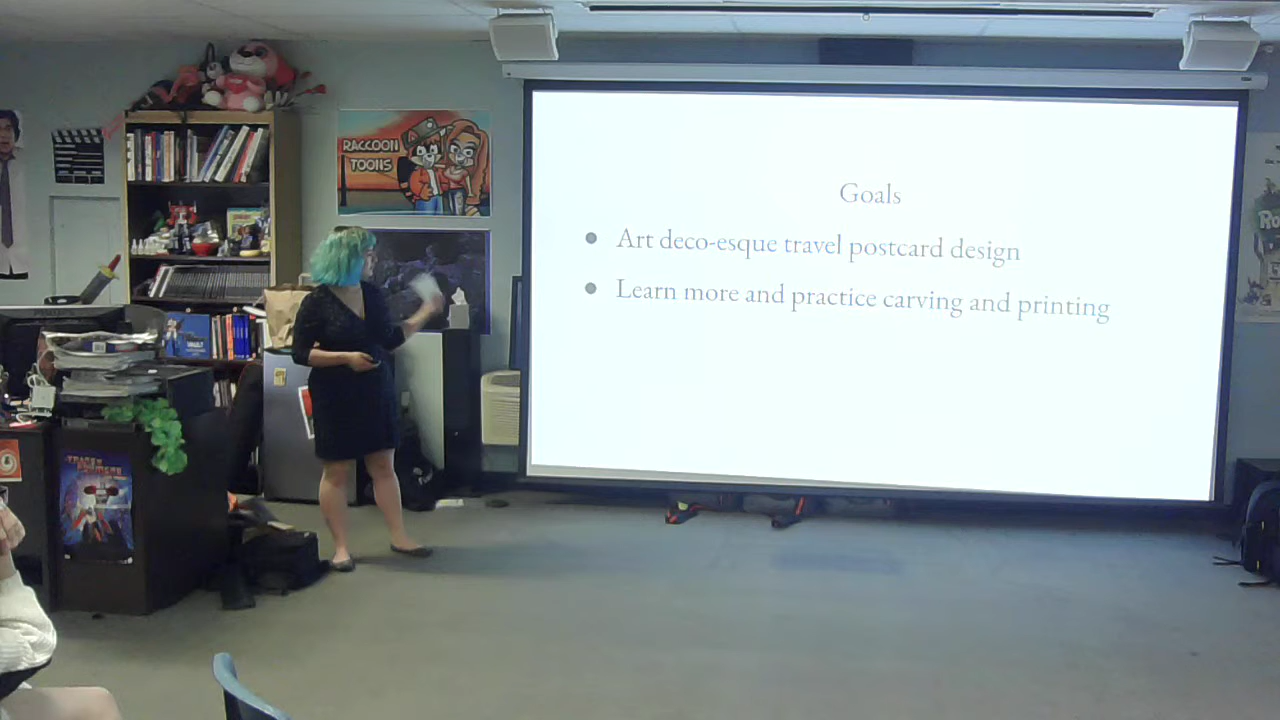 RACCOON
TOONS
Goals
Art deco-esque travel postcard design
Learn more and practice carving and printing